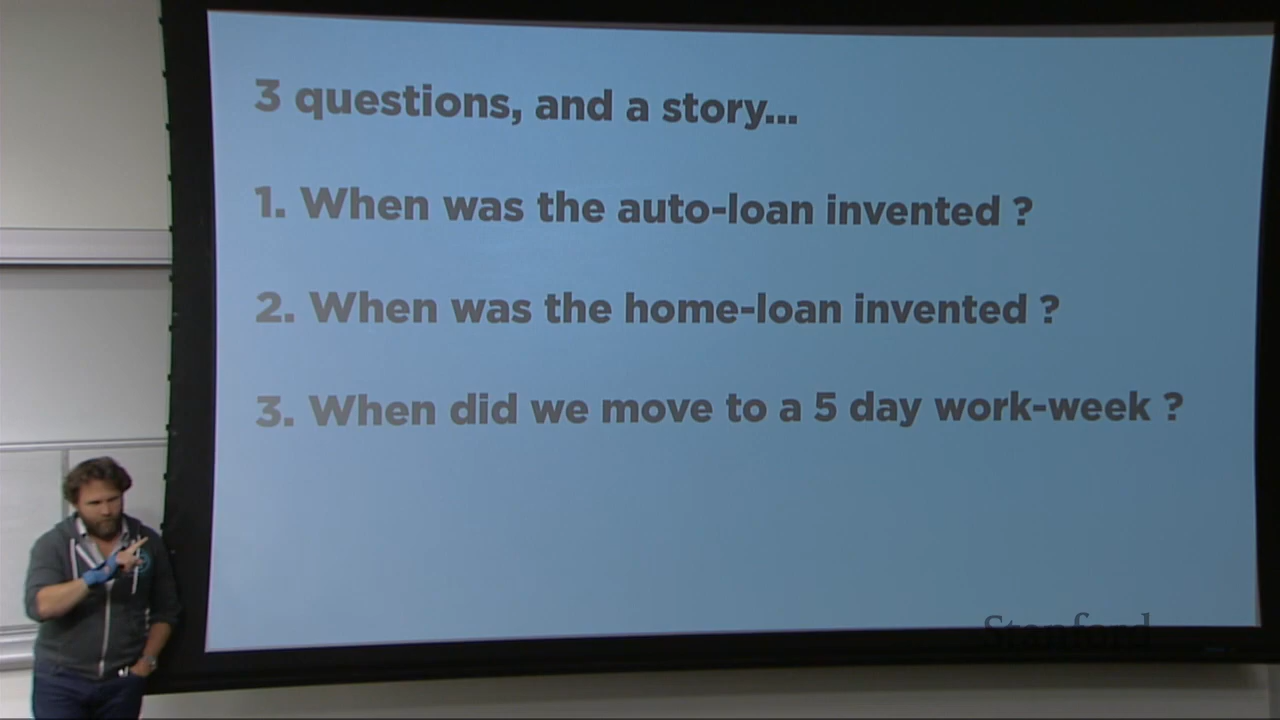 3 questions, and a story...
1. When was the auto-loan invented ?
2. When was the home-loan invented ?
3. When did we move to a 5 day work-week ?
Stanford